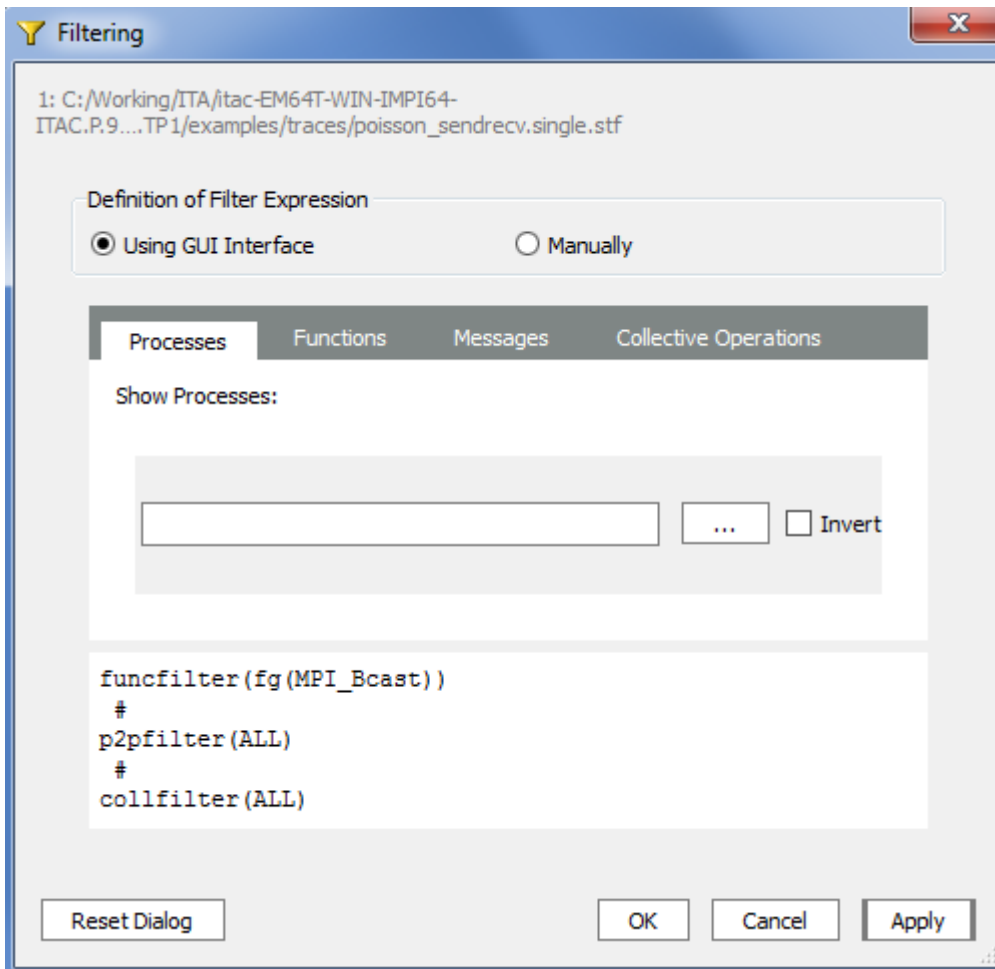 Filtering
1: C:/Working/ITA/itac-EM64T-WIN-IMPI64-
ITAC.P.9....TP1/examples/traces/poisson_sendrecv.single.stf
Definition of Filter Expression
Using GUI Interface Manually
Processes Functions Messages Collective Operations
Show Processes:
... Invert
funcfilter(fg(MPI_Bcast))
#
p2pfilter(ALL)
#
collfilter(ALL)
Reset Dialog OK Cancel Apply